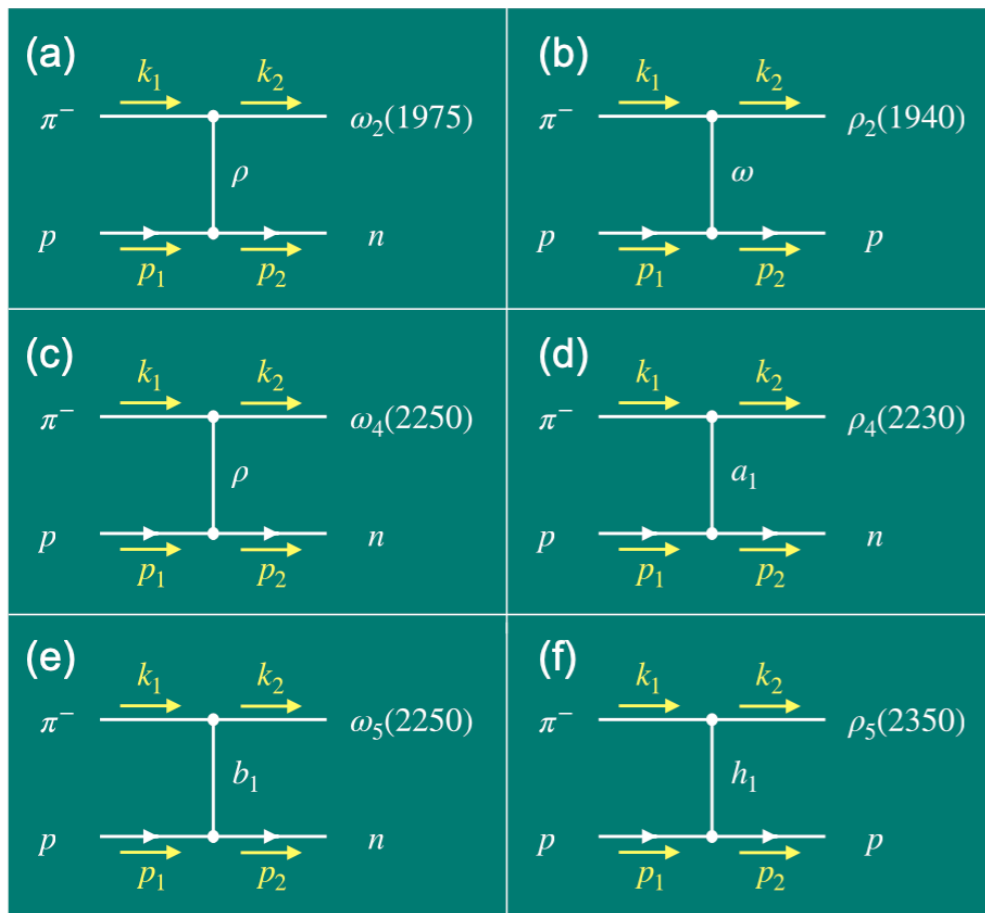 (a)
k₁ k₂
π⁻ ω₂(1975)
ρ
p n
p₁ p₂
(b)
k₁ k₂
π⁻ ρ₂(1940)
ω
p p
p₁ p₂
(c)
k₁ k₂
π⁻ ω₄(2250)
ρ
p n
p₁ p₂
(d)
k₁ k₂
π⁻ ρ₄(2230)
a₁
p n
p₁ p₂
(e)
k₁ k₂
π⁻ ω₅(2250)
b₁
p n
p₁ p₂
(f)
k₁ k₂
π⁻ ρ₅(2350)
h₁
p p
p₁ p₂